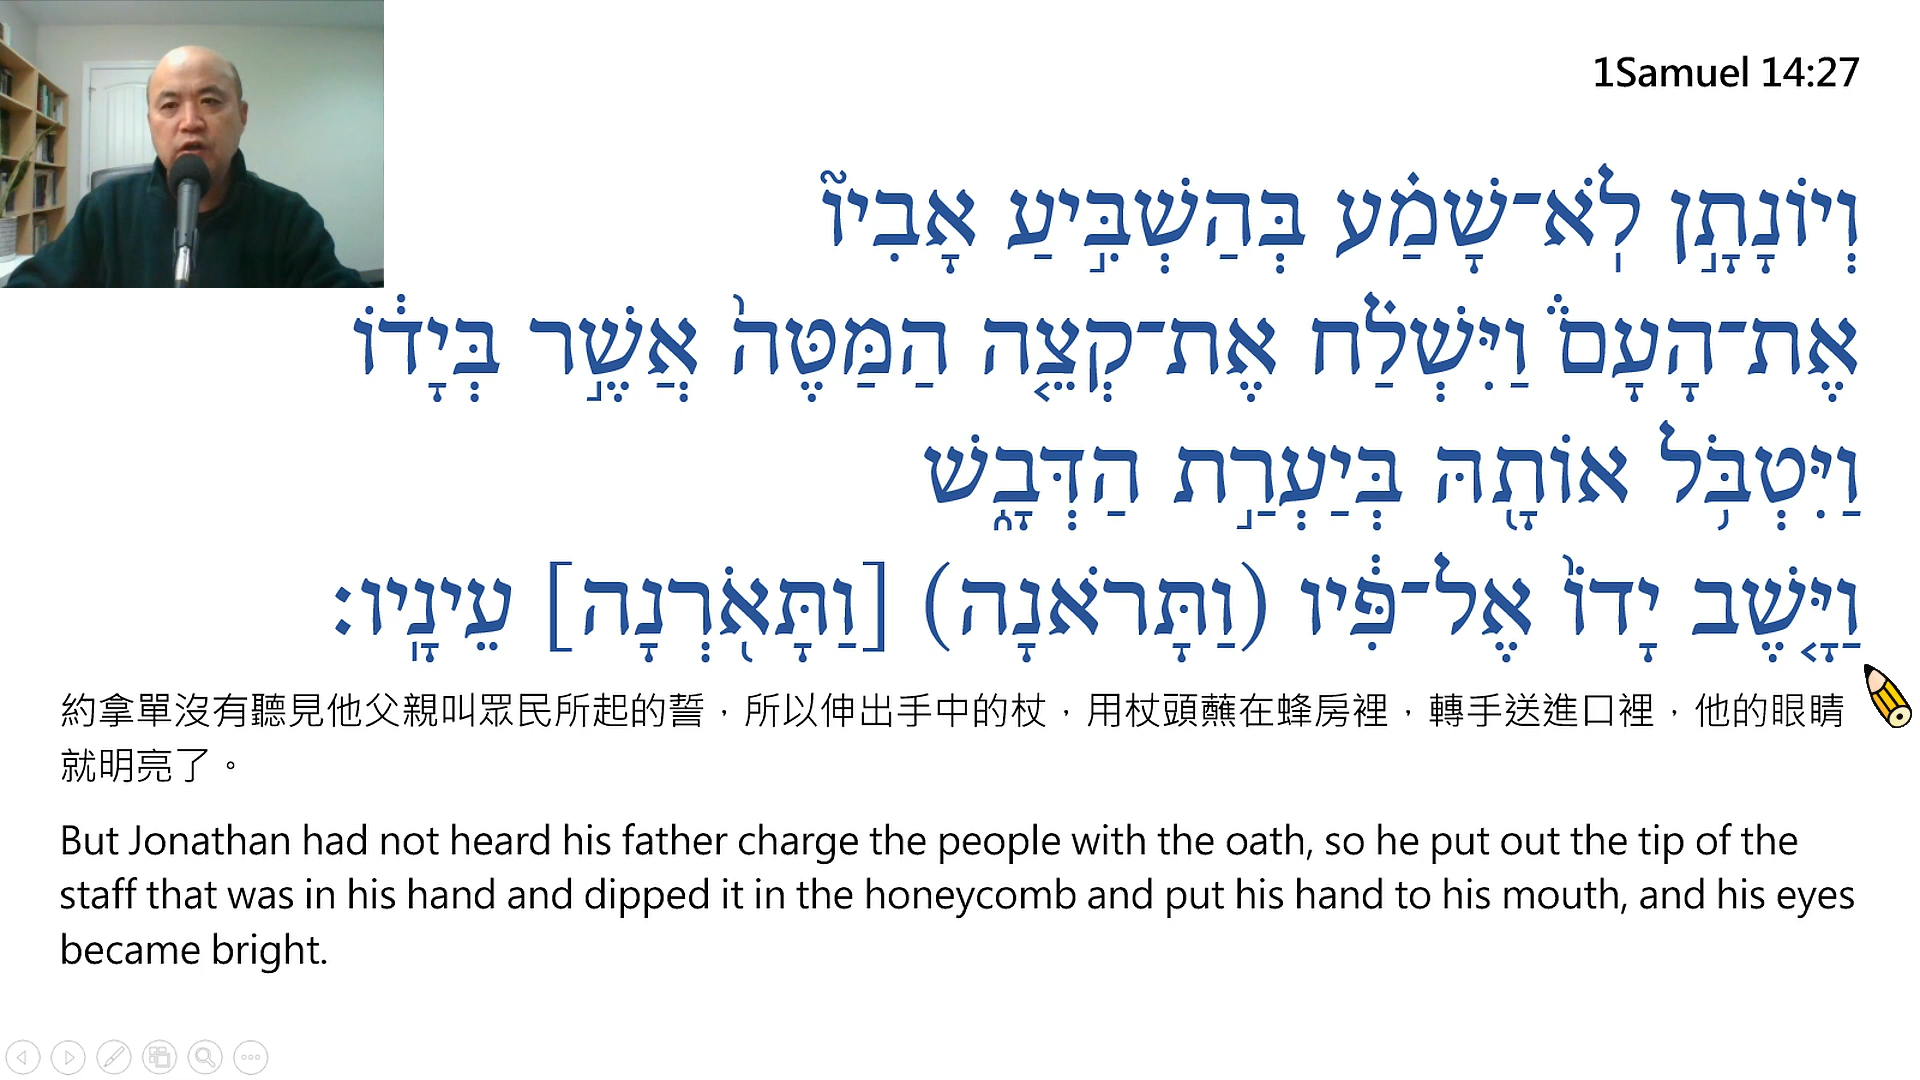 1Samuel 14:27
וְיוֹנָתָ֣ן לֹֽא־שָׁמַ֗ע בְּהַשְׁבִּ֣יעַ אָבִיו֮
אֶת־הָעָם֒ וַיִּשְׁלַ֗ח אֶת־קְצֵ֤ה הַמַּטֶּה֙ אֲשֶׁ֣ר בְּיָד֔וֹ
וַיִּטְבֹּ֥ל אוֹתָ֖הּ בְּיַעְרַ֣ת הַדְּבָ֑שׁ
וַיָּ֤שֶׁב יָדוֹ֙ אֶל־פִּ֔יו (וַתָּרֹאנָה) [וַתָּאֹ֖רְנָה] עֵינָֽיו׃
約拿單沒有聽見他父親叫眾民所起的誓，所以伸出手中的杖，用杖頭蘸在蜂房裡，轉手送進口裡，他的眼睛
就明亮了。
But Jonathan had not heard his father charge the people with the oath, so he put out the tip of the
staff that was in his hand and dipped it in the honeycomb and put his hand to his mouth, and his eyes
became bright.